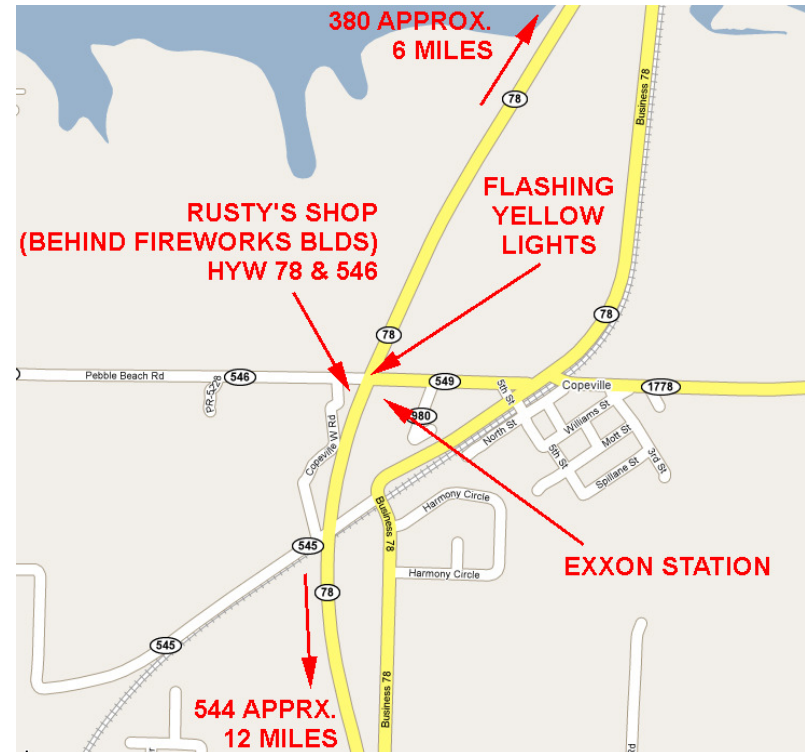 380 APPROX.
6 MILES
78
Business 78
FLASHING
YELLOW
LIGHTS
RUSTY'S SHOP
(BEHIND FIREWORKS BLDS)
HYW 78 & 546
78
78
Pebble Beach Rd
546
549
Copeville
1778
PR-5228
980
5th St
Williams St
North St
Mott St
Copeville W Rd
5th St
3rd St
Spillane St
Harmony Circle
Business 78
545
EXXON STATION
Harmony Circle
78
545
544 APPRX.
12 MILES
Rd